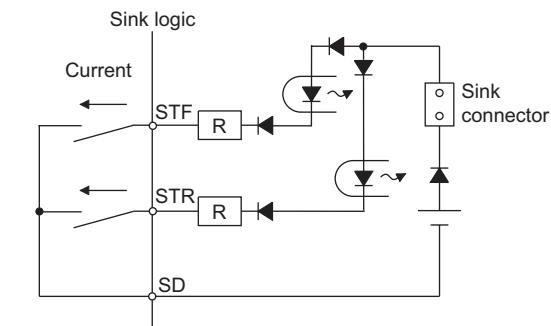 Sink logic
Current
STF
R
Sink
connector
STR
R
SD